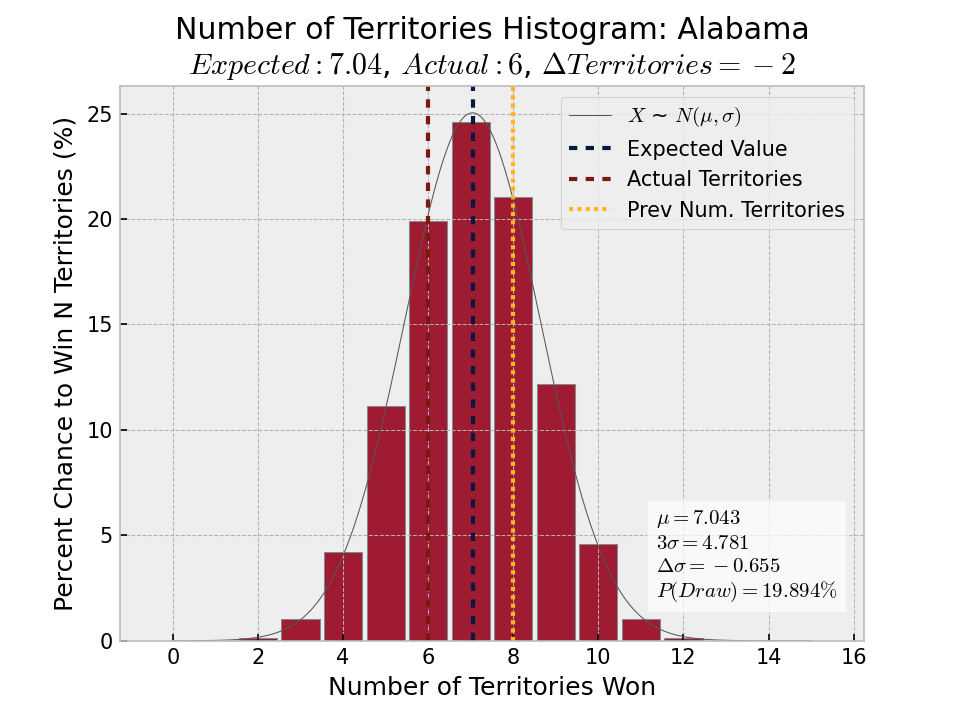 Number of Territories Histogram: Alabama
Expected: 7.04, Actual: 6, ΔTerritories = −2
Percent Chance to Win N Territories (%)
25
20
15
10
5
0
X ∼ N(μ, σ)
Expected Value
Actual Territories
Prev Num. Territories
μ = 7.043
3σ = 4.781
Δσ = −0.655
P(Draw) = 19.894%
0 2 4 6 8 10 12 14 16
Number of Territories Won